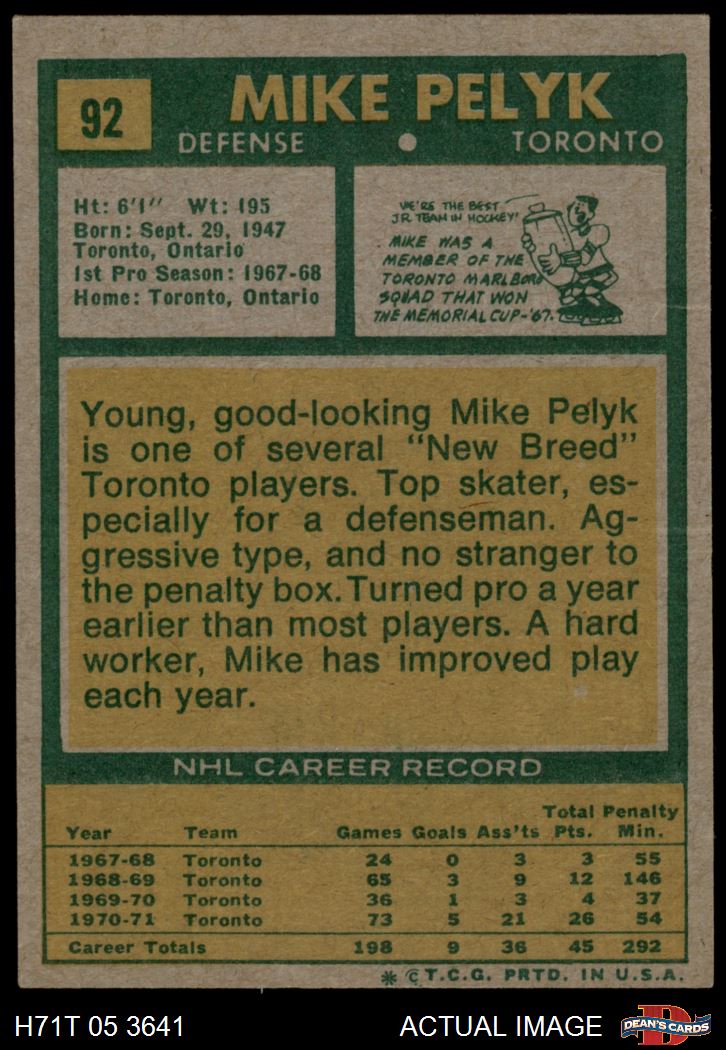 92
MIKE PELYK
DEFENSE • TORONTO
Ht: 6'1" Wt: 195
Born: Sept. 29, 1947
Toronto, Ontario
1st Pro Season: 1967-68
Home: Toronto, Ontario
WE'RE THE BEST
JR TEAM IN HOCKEY!
MIKE WAS A
MEMBER OF THE
TORONTO MARLBORO
SQUAD THAT WON
THE MEMORIAL CUP-'67.
Young, good-looking Mike Pelyk
is one of several "New Breed"
Toronto players. Top skater, es-
pecially for a defenseman. Ag-
gressive type, and no stranger to
the penalty box. Turned pro a year
earlier than most players. A hard
worker, Mike has improved play
each year.
NHL CAREER RECORD
Year Team Games Goals Ass'ts Total Pts. Penalty Min.
1967-68 Toronto 24 0 3 3 55
1968-69 Toronto 65 3 9 12 146
1969-70 Toronto 36 1 3 4 37
1970-71 Toronto 73 5 21 26 54
Career Totals 198 9 36 45 292
* © T.C.G. PRTD. IN U.S.A.
H71T 05 3641 ACTUAL IMAGE
D
DEAN'S CARDS